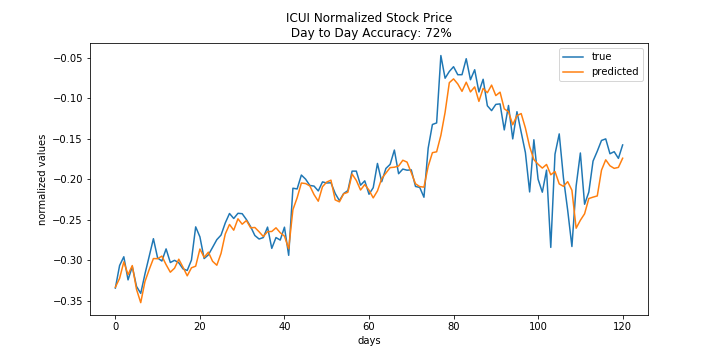 ICUI Normalized Stock Price
Day to Day Accuracy: 72%
true
predicted
normalized values
−0.05
−0.10
−0.15
−0.20
−0.25
−0.30
−0.35
0
20
40
60
80
100
120
days